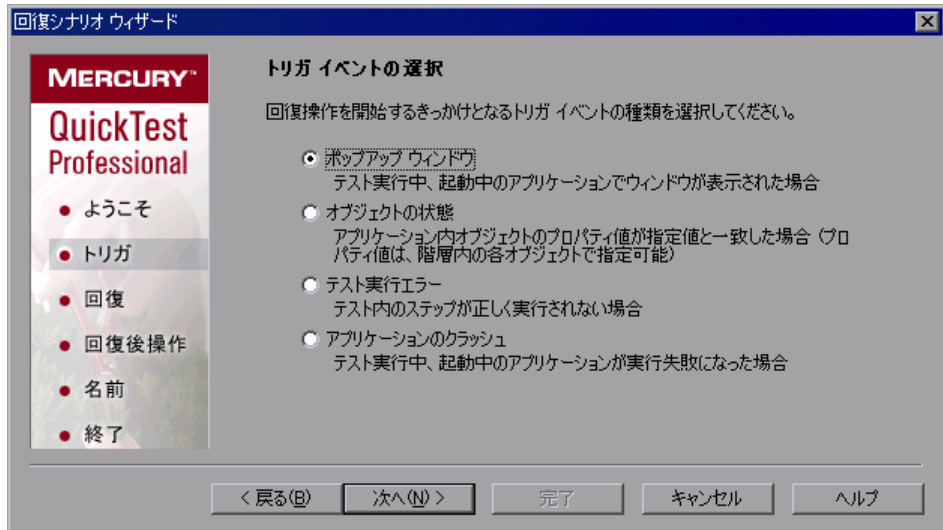 回復シナリオ ウィザード
MERCURY™
QuickTest
Professional
ようこそ
トリガ
回復
回復後操作
名前
終了
トリガ イベントの選択
回復操作を開始するきっかけとなるトリガ イベントの種類を選択してください。
ポップアップ ウィンドウ
テスト実行中、起動中のアプリケーションでウィンドウが表示された場合
オブジェクトの状態
アプリケーション内オブジェクトのプロパティ値が指定値と一致した場合（プロ
パティ値は、階層内の各オブジェクトで指定可能）
テスト実行エラー
テスト内のステップが正しく実行されない場合
アプリケーションのクラッシュ
テスト実行中、起動中のアプリケーションが実行失敗になった場合
< 戻る(B)
次へ(N) >
完了
キャンセル
ヘルプ